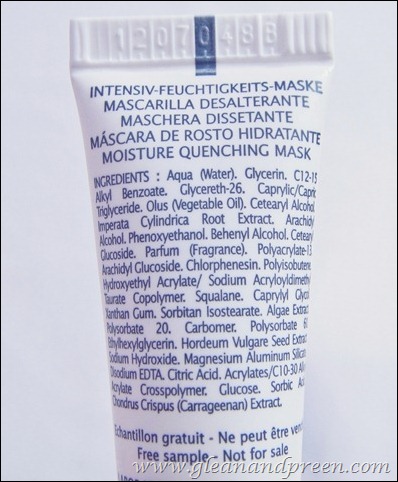 12070488
INTENSIV-FEUCHTIGKEITS-MASKE
MASCARILLA DESALTERANTE
MASCHERA DISSETANTE
MÁSCARA DE ROSTO HIDRATANTE
MOISTURE QUENCHING MASK
INGREDIENTS : Aqua (Water). Glycerin. C12-15
Alkyl Benzoate. Glycereth-26. Caprylic/Capric
Triglyceride. Olus (Vegetable Oil). Cetearyl Alcohol.
Imperata Cylindrica Root Extract. Arachidyl
Alcohol. Phenoxyethanol. Behenyl Alcohol. Cetearyl
Glucoside. Parfum (Fragrance). Polyacrylate-13.
Arachidyl Glucoside. Chlorphenesin. Polyisobutene.
Hydroxyethyl Acrylate/ Sodium Acryloyldimethyl
Taurate Copolymer. Squalane. Caprylyl Glycol.
Xanthan Gum. Sorbitan Isostearate. Algae Extract.
Polysorbate 20. Carbomer. Polysorbate 60.
Ethylhexylglycerin. Hordeum Vulgare Seed Extract.
Sodium Hydroxide. Magnesium Aluminum Silicate.
Disodium EDTA. Citric Acid. Acrylates/C10-30 Alkyl
Acrylate Crosspolymer. Glucose. Sorbic Acid.
Chondrus Crispus (Carrageenan) Extract.
Echantillon gratuit - Ne peut être ven
Free sample - Not for sale
www.gleanandpreen.com